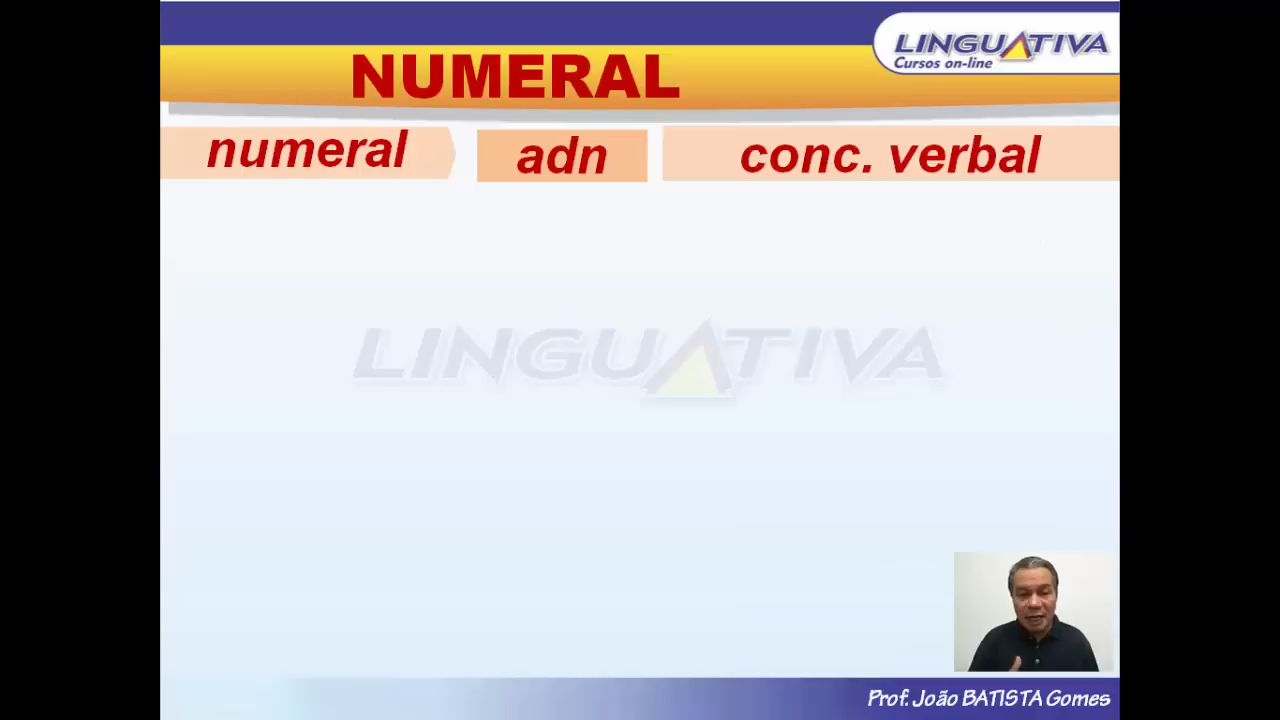 LINGUATIVA
Cursos on-line
NUMERAL
numeral
adn
conc. verbal
LINGUATIVA
Prof. João BATISTA Gomes